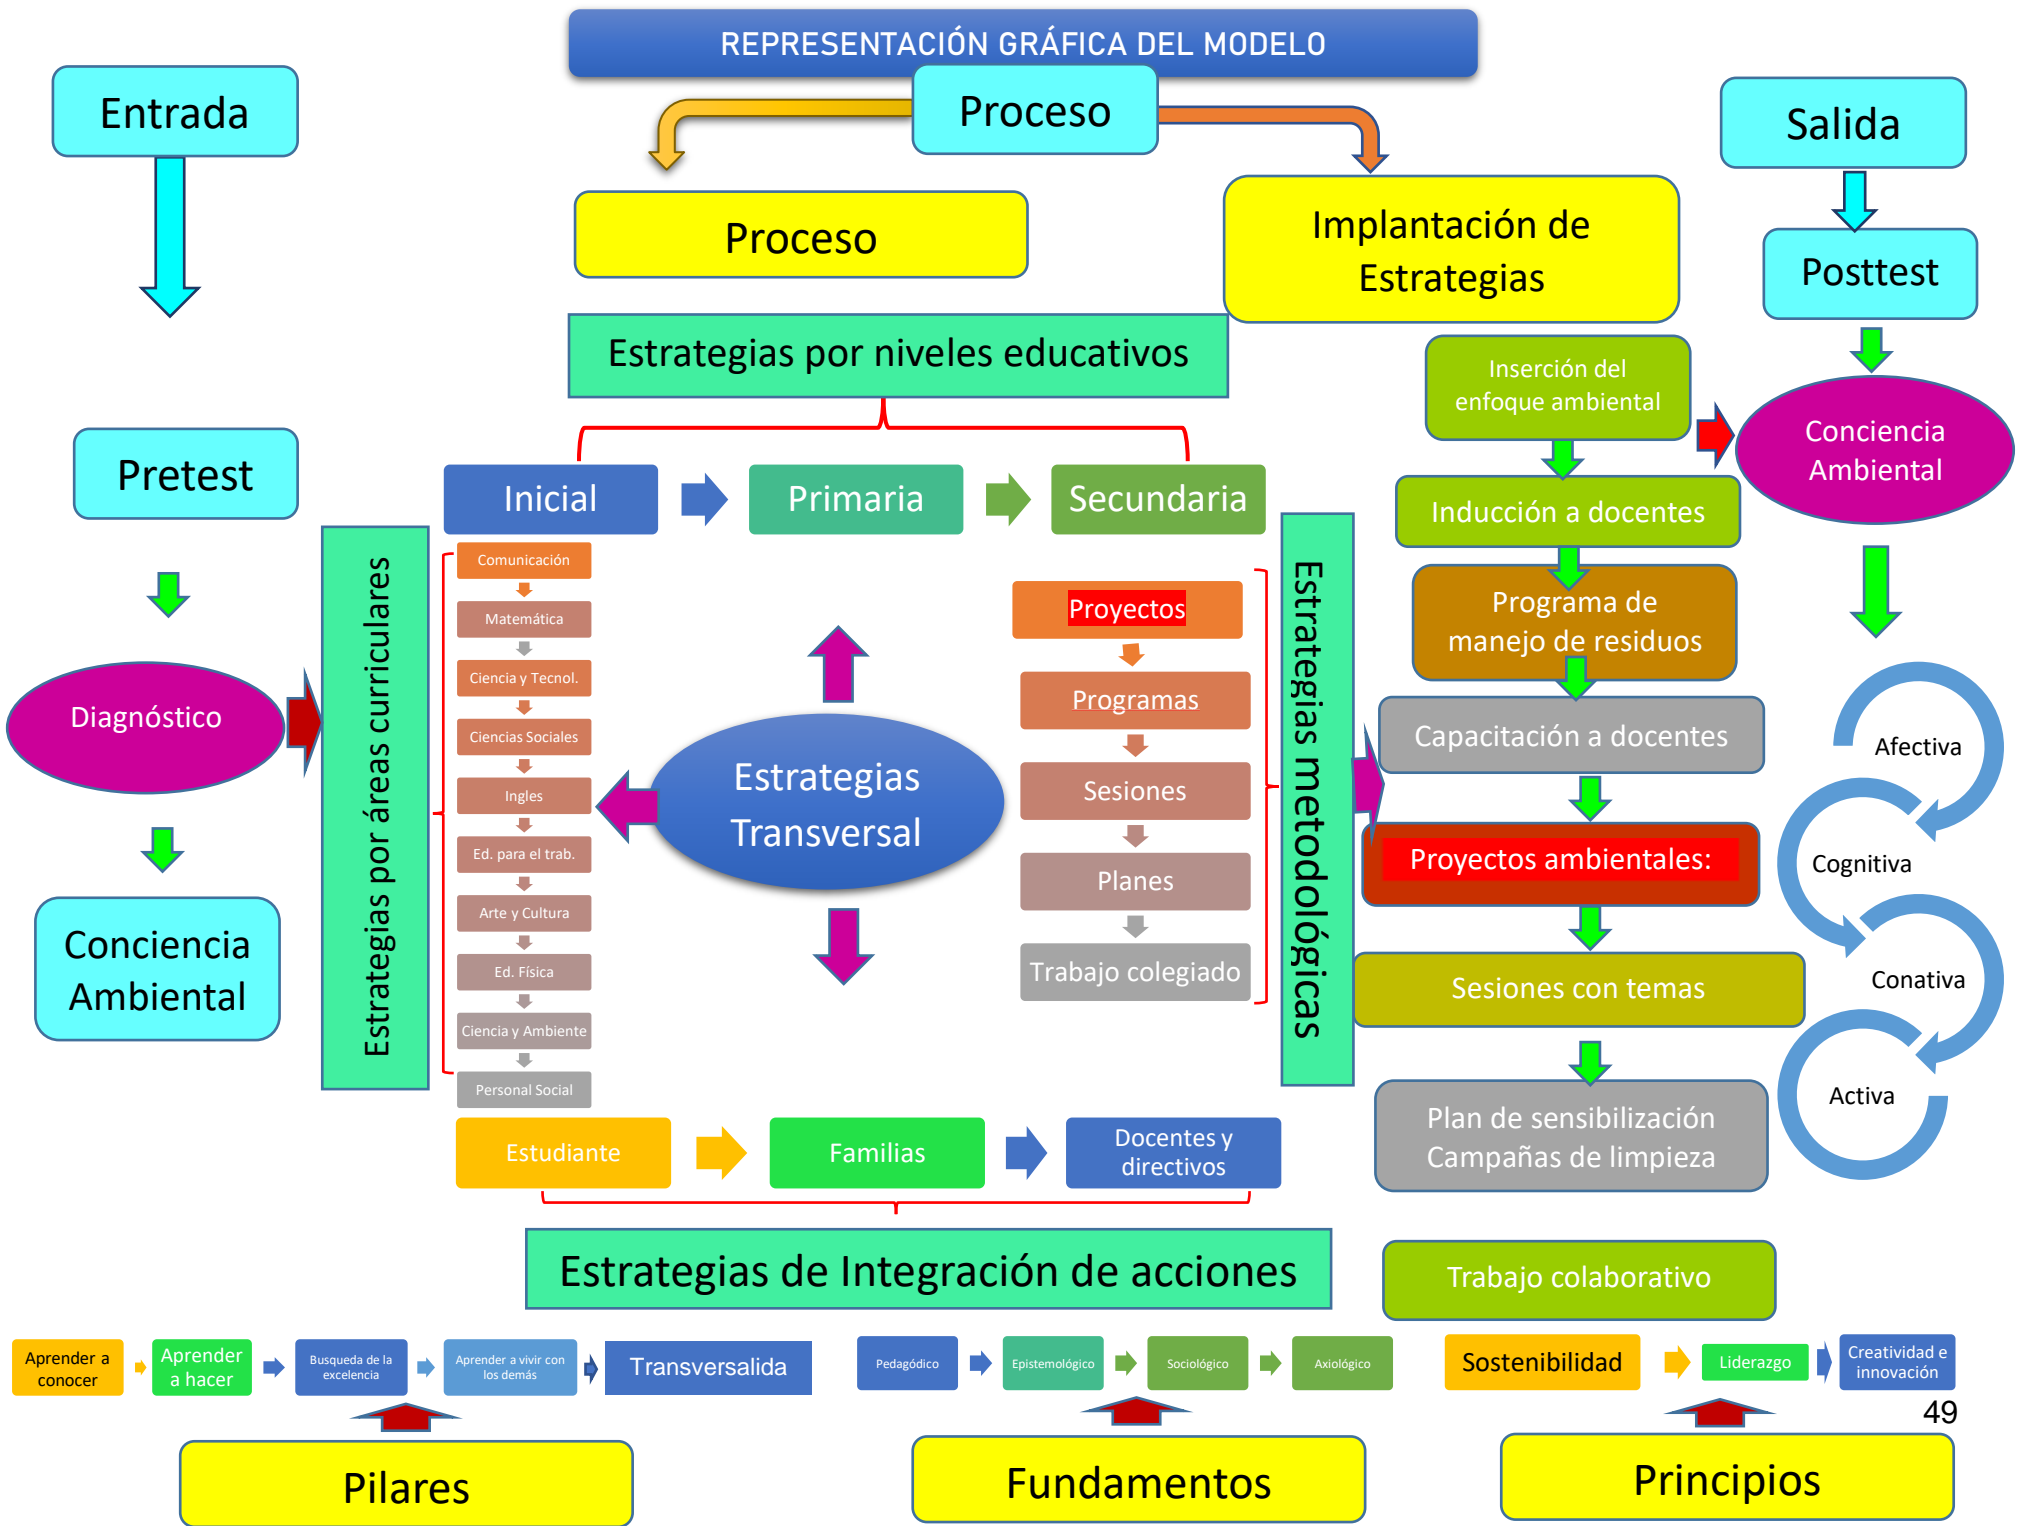 REPRESENTACIÓN GRÁFICA DEL MODELO
Entrada
Proceso
Salida
Proceso
Implantación de
Estrategias
Posttest
Estrategias por niveles educativos
Inserción del
enfoque ambiental
Conciencia
Ambiental
Pretest
Inicial
Primaria
Secundaria
Inducción a docentes
Estrategias por áreas curriculares
Comunicación
Matemática
Ciencia y Tecnol.
Ciencias Sociales
Ingles
Ed. para el trab.
Arte y Cultura
Ed. Física
Ciencia y Ambiente
Personal Social
Diagnóstico
Conciencia
Ambiental
Estrategias
Transversal
Proyectos
Programas
Sesiones
Planes
Trabajo colegiado
Estrategias metodológicas
Programa de
manejo de residuos
Capacitación a docentes
Proyectos ambientales:
Sesiones con temas
Plan de sensibilización
Campañas de limpieza
Afectiva
Cognitiva
Conativa
Activa
Estudiante
Familias
Docentes y
directivos
Estrategias de Integración de acciones
Trabajo colaborativo
Aprender a
conocer
Aprender
a hacer
Busqueda de la
excelencia
Aprender a vivir con
los demás
Transversalida
Pedagódico
Epistemológico
Sociológico
Axiológico
Sostenibilidad
Liderazgo
Creatividad e
innovación
49
Pilares
Fundamentos
Principios